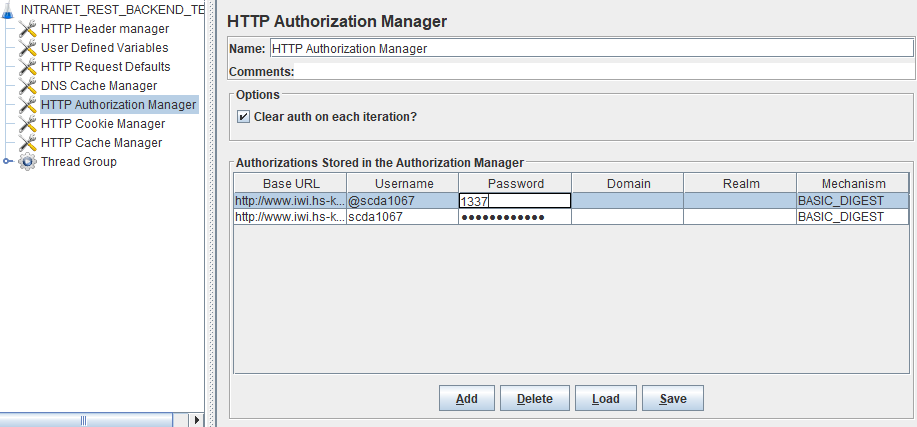 INTRANET_REST_BACKEND_TE
HTTP Header manager
User Defined Variables
HTTP Request Defaults
DNS Cache Manager
HTTP Authorization Manager
HTTP Cookie Manager
HTTP Cache Manager
Thread Group
HTTP Authorization Manager
Name: HTTP Authorization Manager
Comments:
Options
Clear auth on each iteration?
Authorizations Stored in the Authorization Manager
Base URL Username Password Domain Realm Mechanism
http://www.iwi.hs-k... @scda1067 1337 BASIC_DIGEST
http://www.iwi.hs-k... scda1067 ●●●●●●●●●●●● BASIC_DIGEST
Add Delete Load Save